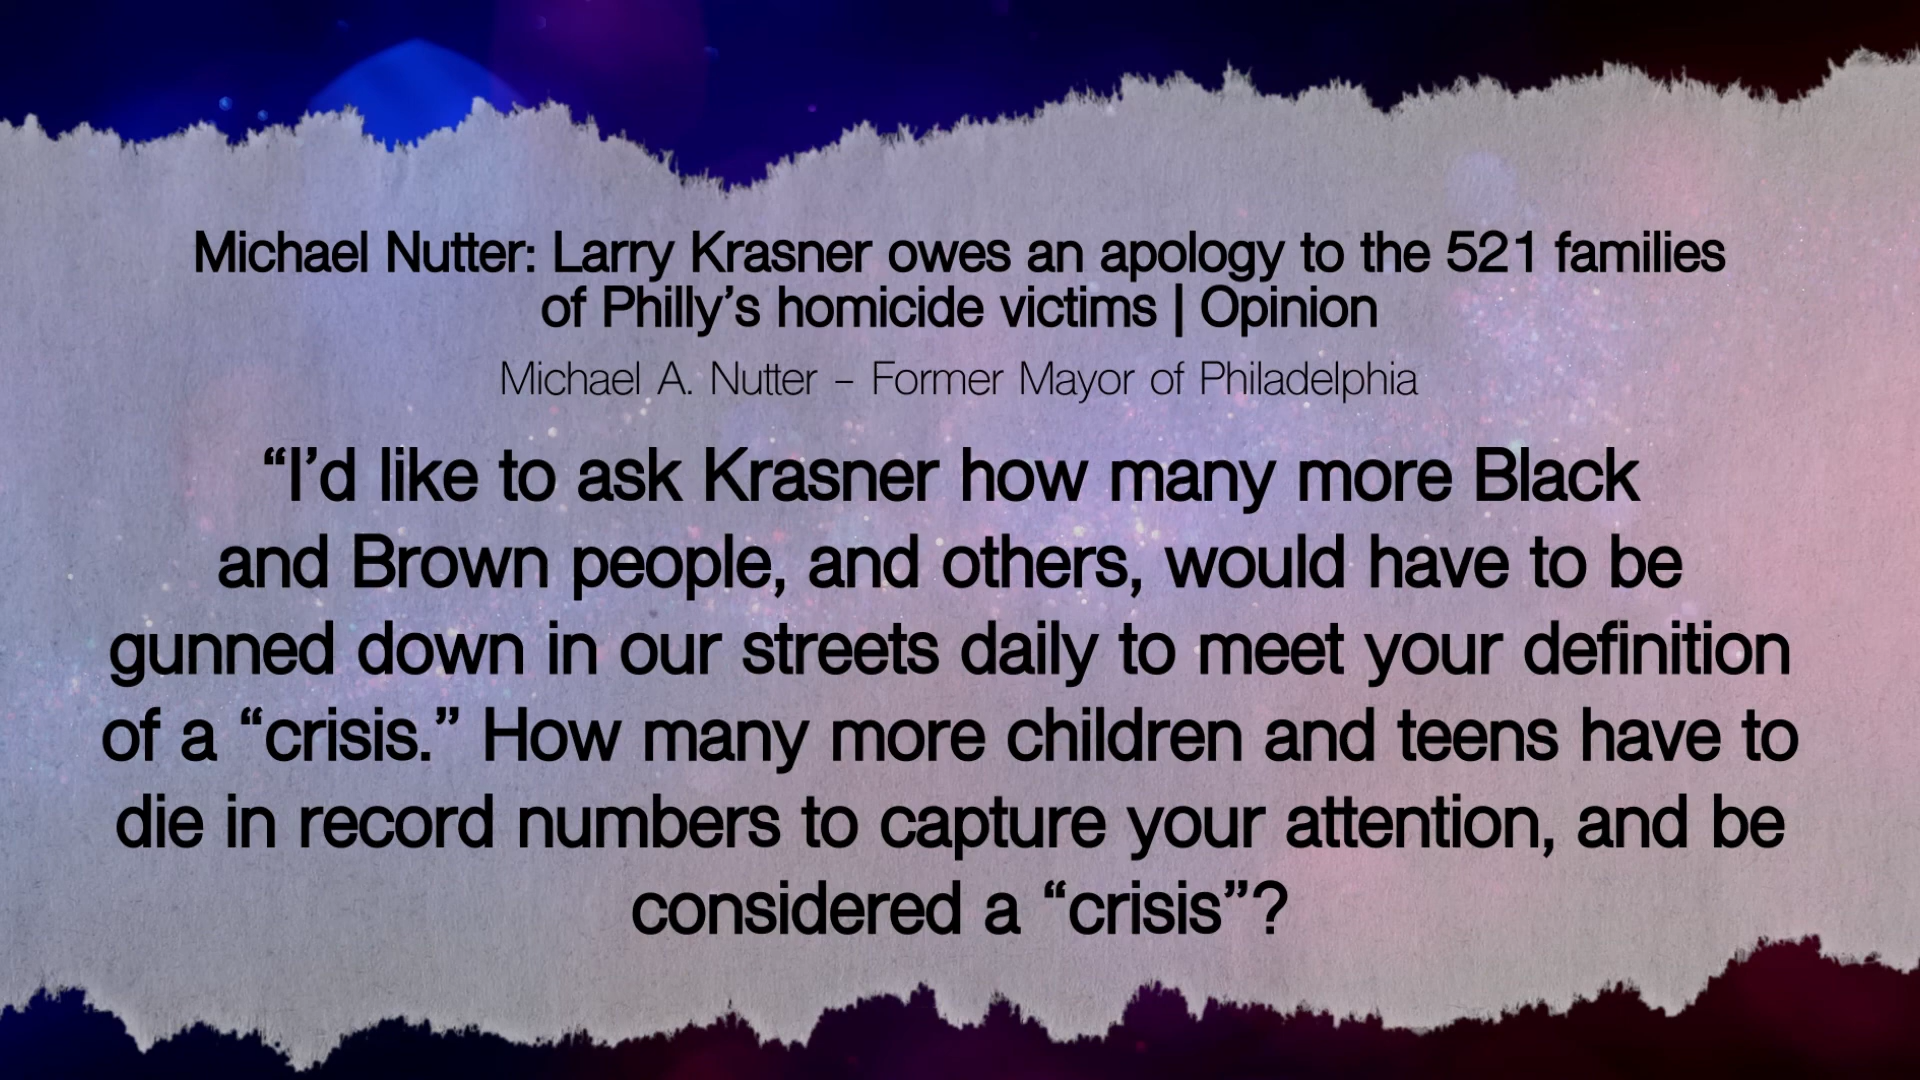 Michael Nutter: Larry Krasner owes an apology to the 521 families
of Philly’s homicide victims | Opinion
Michael A. Nutter – Former Mayor of Philadelphia
“I’d like to ask Krasner how many more Black
and Brown people, and others, would have to be
gunned down in our streets daily to meet your definition
of a “crisis.” How many more children and teens have to
die in record numbers to capture your attention, and be
considered a “crisis”?